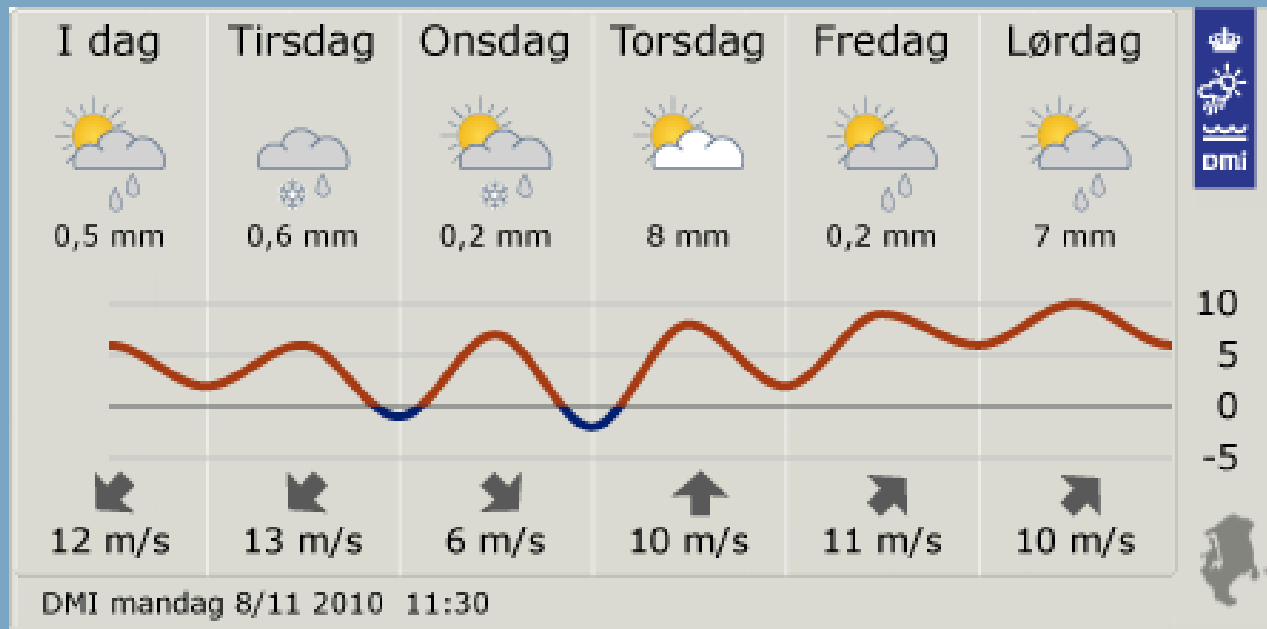 I dag Tirsdag Onsdag Torsdag Fredag Lørdag
0,5 mm 0,6 mm 0,2 mm 8 mm 0,2 mm 7 mm
10
5
0
-5
12 m/s 13 m/s 6 m/s 10 m/s 11 m/s 10 m/s
DMI mandag 8/11 2010 11:30
DMi